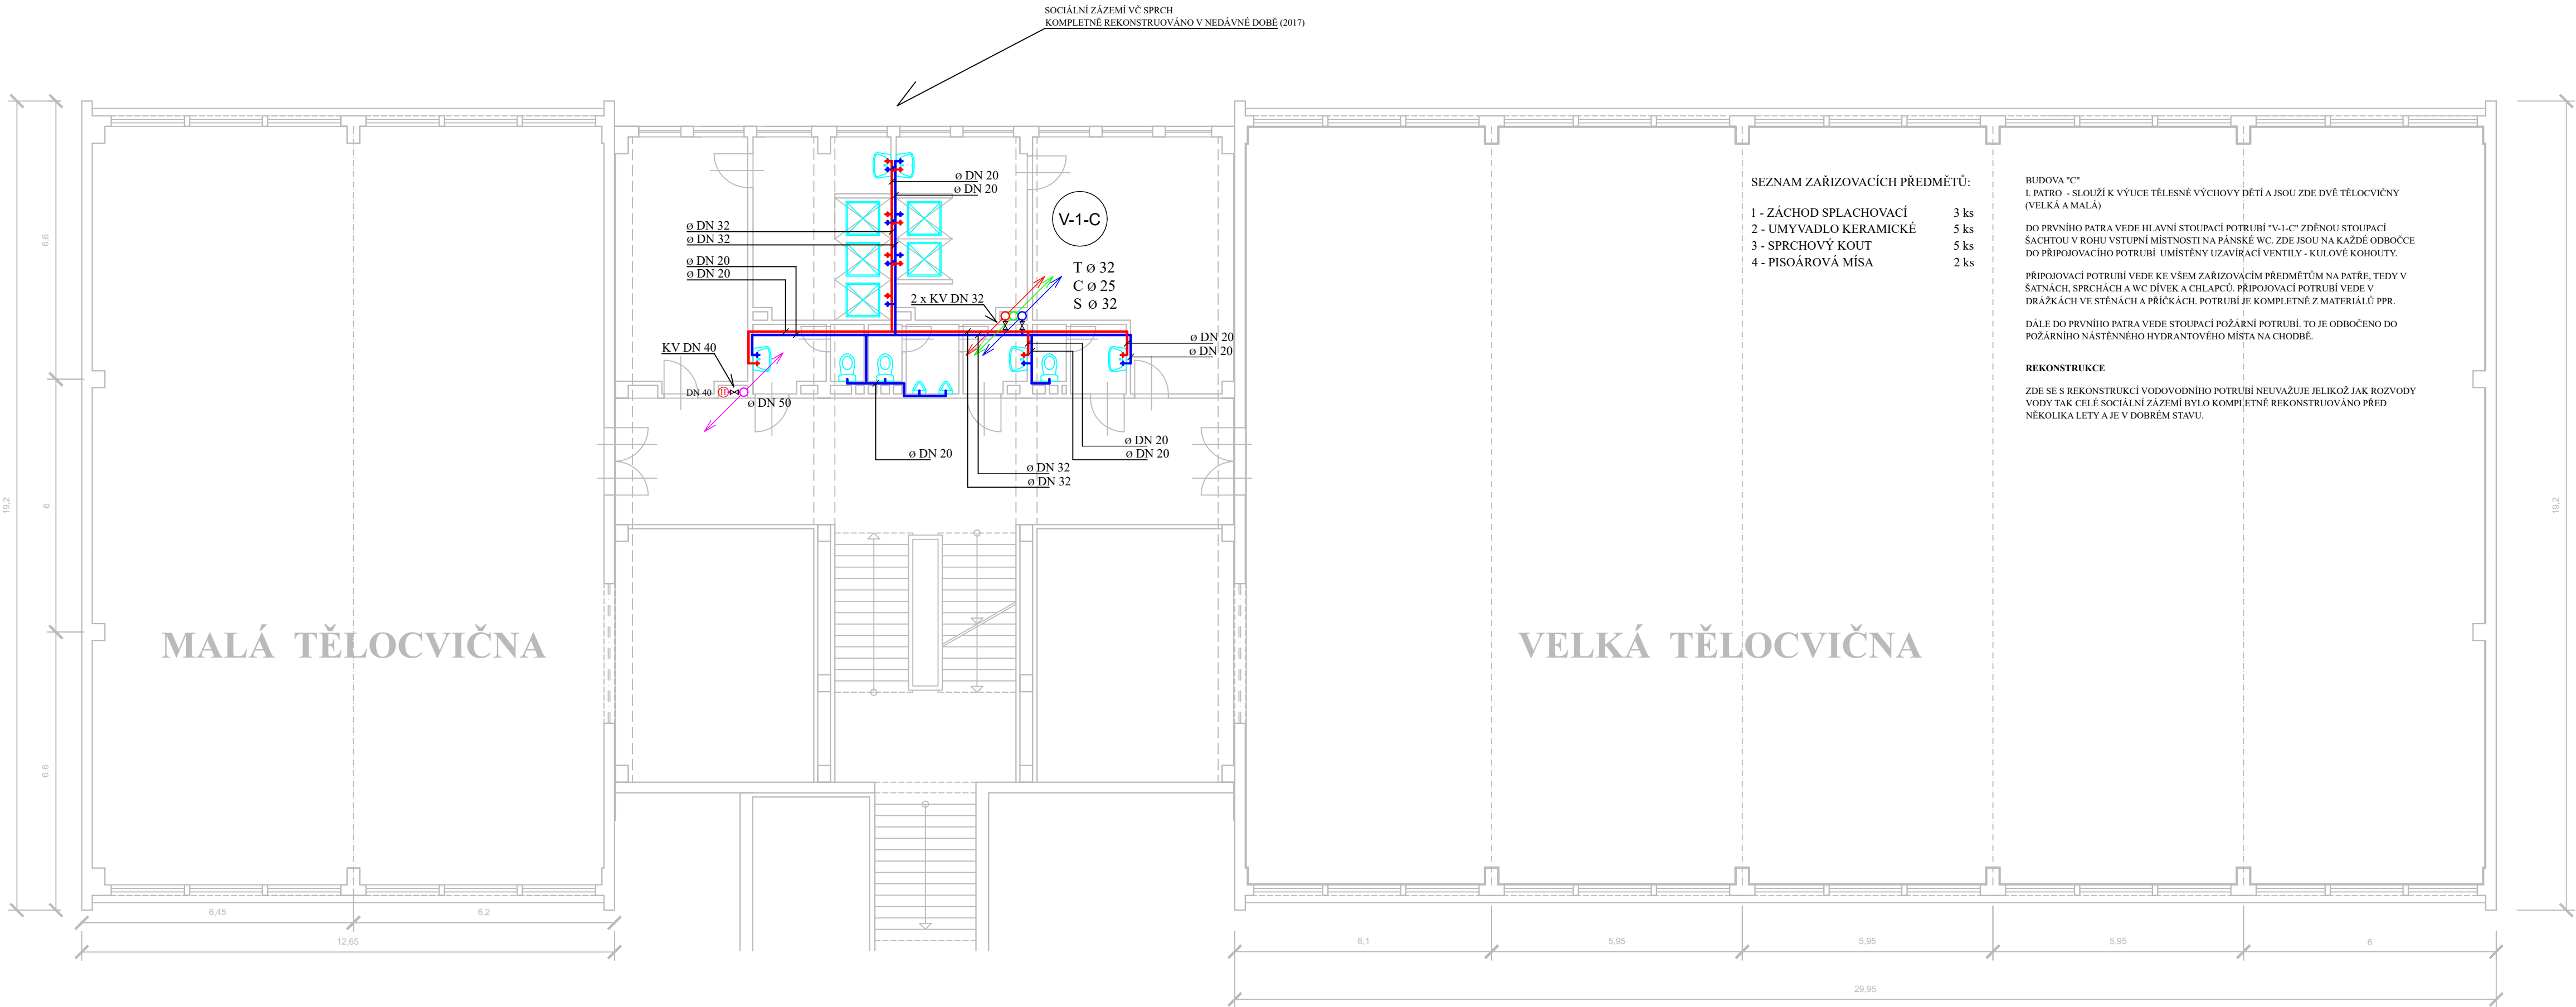 SOCIÁLNÍ ZÁZEMÍ VČ SPRCH
KOMPLETNĚ REKONSTRUOVÁNO V NEDÁVNÉ DOBĚ (2017)
ø DN 20
ø DN 20
ø DN 32
ø DN 32
ø DN 20
ø DN 20
V-1-C
T ø 32
C ø 25
S ø 32
2 x KV DN 32
KV DN 40
DN 40
H
ø DN 50
ø DN 20
ø DN 20
ø DN 20
ø DN 20
ø DN 20
ø DN 32
ø DN 32
SEZNAM ZAŘIZOVACÍCH PŘEDMĚTŮ:
1 - ZÁCHOD SPLACHOVACÍ 3 ks
2 - UMYVADLO KERAMICKÉ 5 ks
3 - SPRCHOVÝ KOUT 5 ks
4 - PISOÁROVÁ MÍSA 2 ks
BUDOVA "C"
I. PATRO - SLOUŽÍ K VÝUCE TĚLESNÉ VÝCHOVY DĚTÍ A JSOU ZDE DVĚ TĚLOCVIČNY
(VELKÁ A MALÁ)
DO PRVNÍHO PATRA VEDE HLAVNÍ STOUPACÍ POTRUBÍ "V-1-C" ZDĚNOU STOUPACÍ
ŠACHTOU V ROHU VSTUPNÍ MÍSTNOSTI NA PÁNSKÉ WC. ZDE JSOU NA KAŽDÉ ODBOČCE
DO PŘIPOJOVACÍHO POTRUBÍ UMÍSTĚNY UZAVÍRACÍ VENTILY - KULOVÉ KOHOUTY.
PŘIPOJOVACÍ POTRUBÍ VEDE KE VŠEM ZAŘIZOVACÍM PŘEDMĚTŮM NA PATŘE, TEDY V
ŠATNÁCH, SPRCHÁCH A WC DÍVEK A CHLAPCŮ. PŘIPOJOVACÍ POTRUBÍ VEDE V
DRÁŽKÁCH VE STĚNÁCH A PŘÍČKÁCH. POTRUBÍ JE KOMPLETNĚ Z MATERIÁLŮ PPR.
DÁLE DO PRVNÍHO PATRA VEDE STOUPACÍ POŽÁRNÍ POTRUBÍ. TO JE ODBOČENO DO
POŽÁRNÍHO NÁSTĚNNÉHO HYDRANTOVÉHO MÍSTA NA CHODBĚ.
REKONSTRUKCE
ZDE SE S REKONSTRUKCÍ VODOVODNÍHO POTRUBÍ NEUVAŽUJE JELIKOŽ JAK ROZVODY
VODY TAK CELÉ SOCIÁLNÍ ZÁZEMÍ BYLO KOMPLETNĚ REKONSTRUOVÁNO PŘED
NĚKOLIKA LETY A JE V DOBRÉM STAVU.
MALÁ TĚLOCVIČNA
VELKÁ TĚLOCVIČNA
19,2
6,6
6
6,6
19,2
6,45
6,2
12,65
6,1
5,95
5,95
5,95
6
29,95